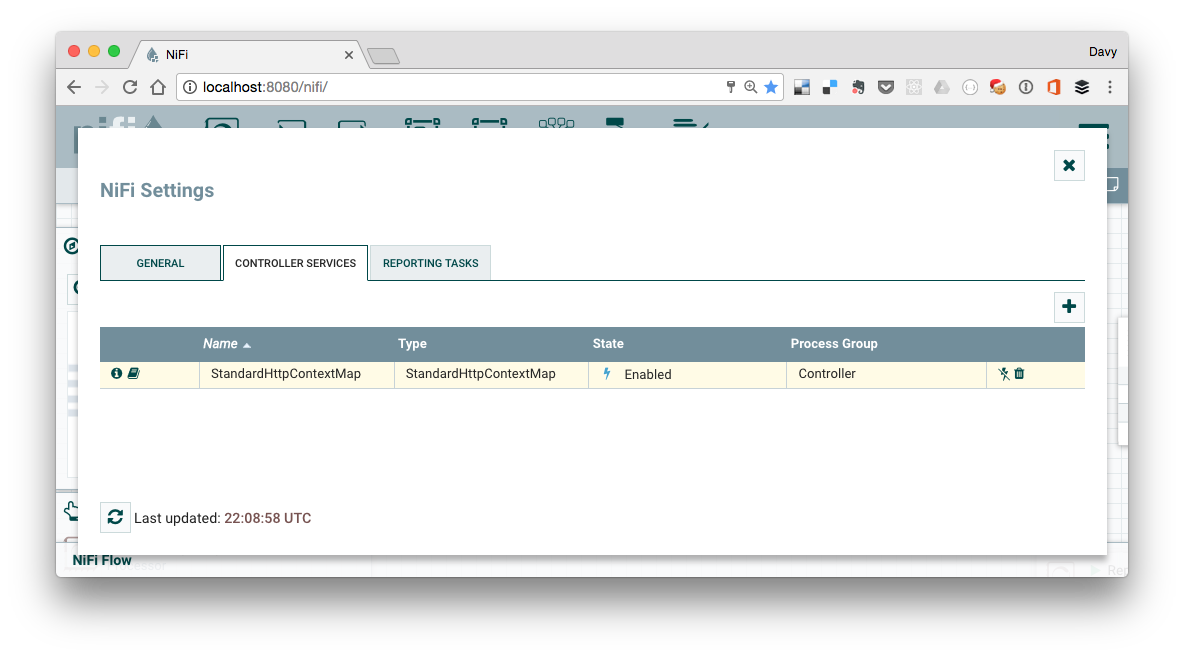 NiFi
Davy
localhost:8080/nifi/
nifi
NiFi Settings
GENERAL
CONTROLLER SERVICES
REPORTING TASKS
Name Type State Process Group
StandardHttpContextMap StandardHttpContextMap Enabled Controller
Last updated: 22:08:58 UTC
NiFi Flow